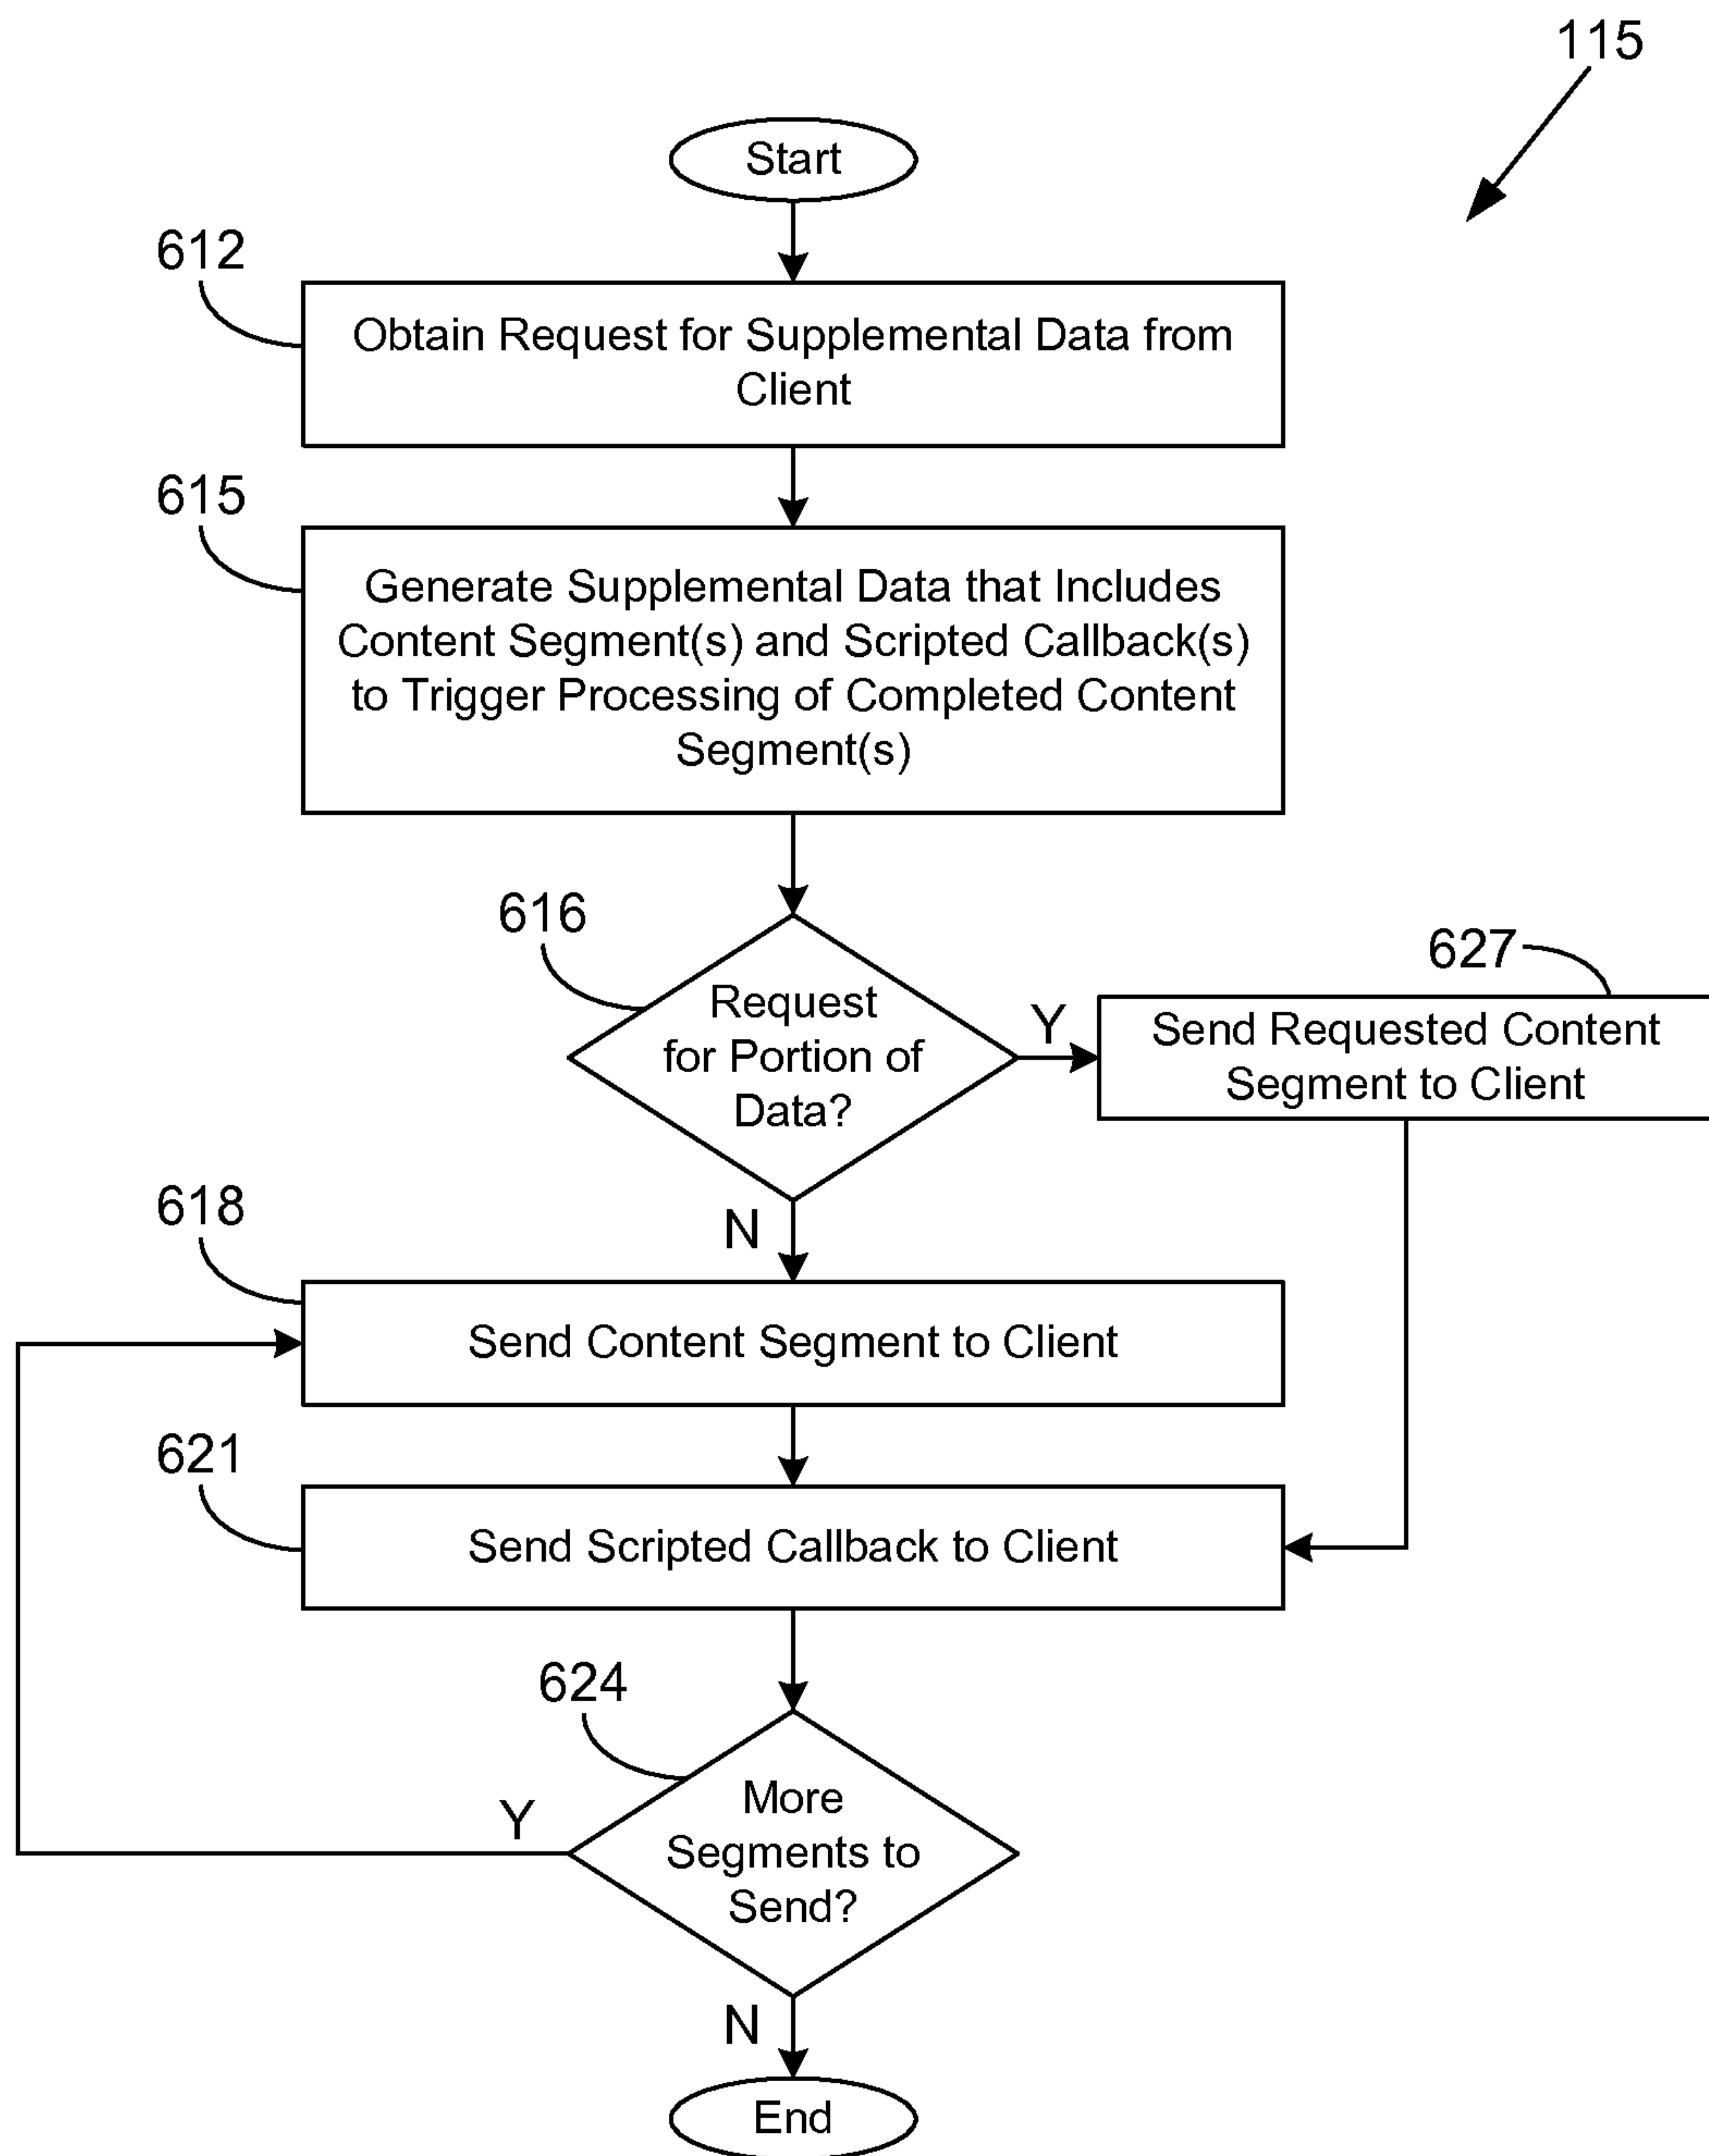 115
Start
612
Obtain Request for Supplemental Data from
Client
615
Generate Supplemental Data that Includes
Content Segment(s) and Scripted Callback(s)
to Trigger Processing of Completed Content
Segment(s)
616
Request
for Portion of
Data?
Y
627
Send Requested Content
Segment to Client
N
618
Send Content Segment to Client
621
Send Scripted Callback to Client
624
More
Segments to
Send?
Y
N
End